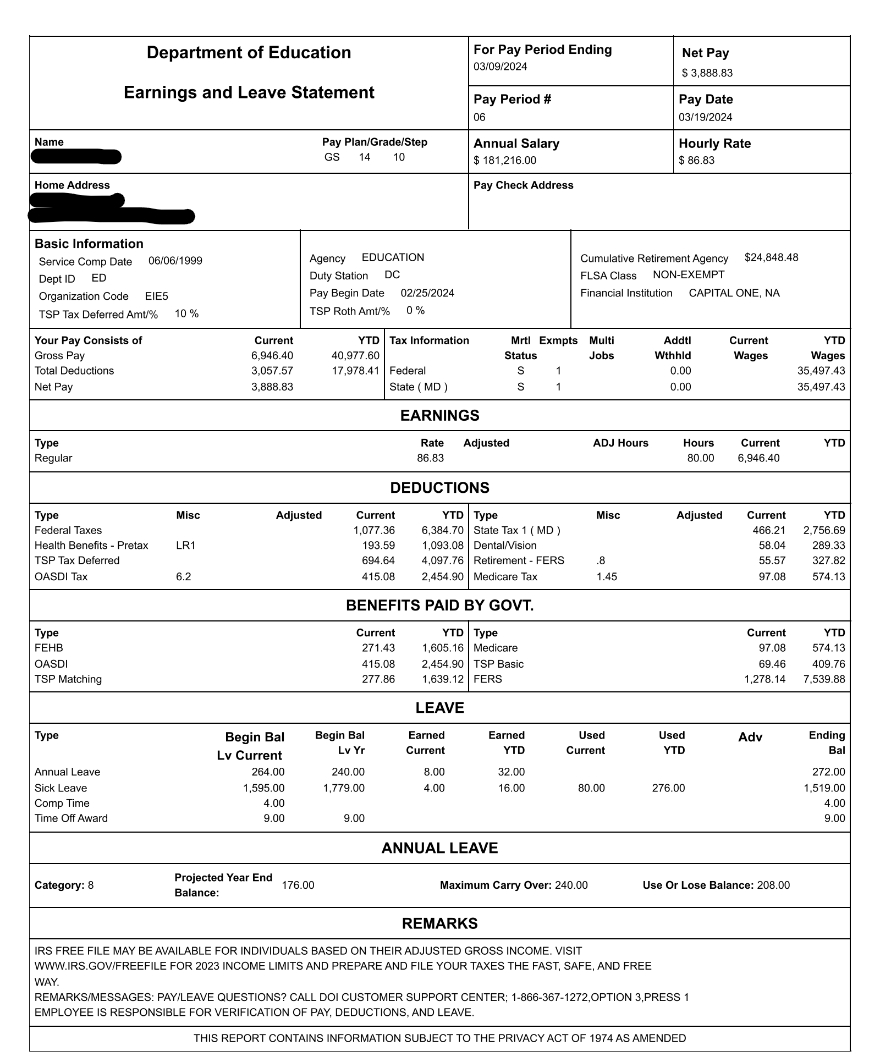 Department of Education
Earnings and Leave Statement
For Pay Period Ending
03/09/2024
Net Pay
$ 3,888.83
Pay Period #
06
Pay Date
03/19/2024
Name
Pay Plan/Grade/Step
GS 14 10
Annual Salary
$ 181,216.00
Hourly Rate
$ 86.83
Home Address
Pay Check Address
Basic Information
Service Comp Date 06/06/1999
Dept ID ED
Organization Code EIE5
TSP Tax Deferred Amt/% 10 %
Agency EDUCATION
Duty Station DC
Pay Begin Date 02/25/2024
TSP Roth Amt/% 0 %
Cumulative Retirement Agency $24,848.48
FLSA Class NON-EXEMPT
Financial Institution CAPITAL ONE, NA
Your Pay Consists of Current YTD
Gross Pay 6,946.40 40,977.60
Total Deductions 3,057.57 17,978.41
Net Pay 3,888.83
Tax Information Mrtl Exmpts Multi Addtl Current YTD
Status Jobs Wthhld Wages Wages
Federal S 1 0.00 35,497.43
State ( MD ) S 1 0.00 35,497.43
EARNINGS
Type Rate Adjusted ADJ Hours Hours Current YTD
Regular 86.83 80.00 6,946.40
DEDUCTIONS
Type Misc Adjusted Current YTD
Federal Taxes 1,077.36 6,384.70
Health Benefits - Pretax LR1 193.59 1,093.08
TSP Tax Deferred 694.64 4,097.76
OASDI Tax 6.2 415.08 2,454.90
Type Misc Adjusted Current YTD
State Tax 1 ( MD ) 466.21 2,756.69
Dental/Vision 58.04 289.33
Retirement - FERS .8 55.57 327.82
Medicare Tax 1.45 97.08 574.13
BENEFITS PAID BY GOVT.
Type Current YTD
FEHB 271.43 1,605.16
OASDI 415.08 2,454.90
TSP Matching 277.86 1,639.12
Type Current YTD
Medicare 97.08 574.13
TSP Basic 69.46 409.76
FERS 1,278.14 7,539.88
LEAVE
Type Begin Bal Begin Bal Earned Earned Used Used Adv Ending
Lv Current Lv Yr Current YTD Current YTD Bal
Annual Leave 264.00 240.00 8.00 32.00 272.00
Sick Leave 1,595.00 1,779.00 4.00 16.00 80.00 276.00 1,519.00
Comp Time 4.00 4.00
Time Off Award 9.00 9.00 9.00
ANNUAL LEAVE
Category: 8
Projected Year End
Balance: 176.00
Maximum Carry Over: 240.00
Use Or Lose Balance: 208.00
REMARKS
IRS FREE FILE MAY BE AVAILABLE FOR INDIVIDUALS BASED ON THEIR ADJUSTED GROSS INCOME. VISIT
WWW.IRS.GOV/FREEFILE FOR 2023 INCOME LIMITS AND PREPARE AND FILE YOUR TAXES THE FAST, SAFE, AND FREE
WAY.
REMARKS/MESSAGES: PAY/LEAVE QUESTIONS? CALL DOI CUSTOMER SUPPORT CENTER; 1-866-367-1272,OPTION 3,PRESS 1
EMPLOYEE IS RESPONSIBLE FOR VERIFICATION OF PAY, DEDUCTIONS, AND LEAVE.
THIS REPORT CONTAINS INFORMATION SUBJECT TO THE PRIVACY ACT OF 1974 AS AMENDED